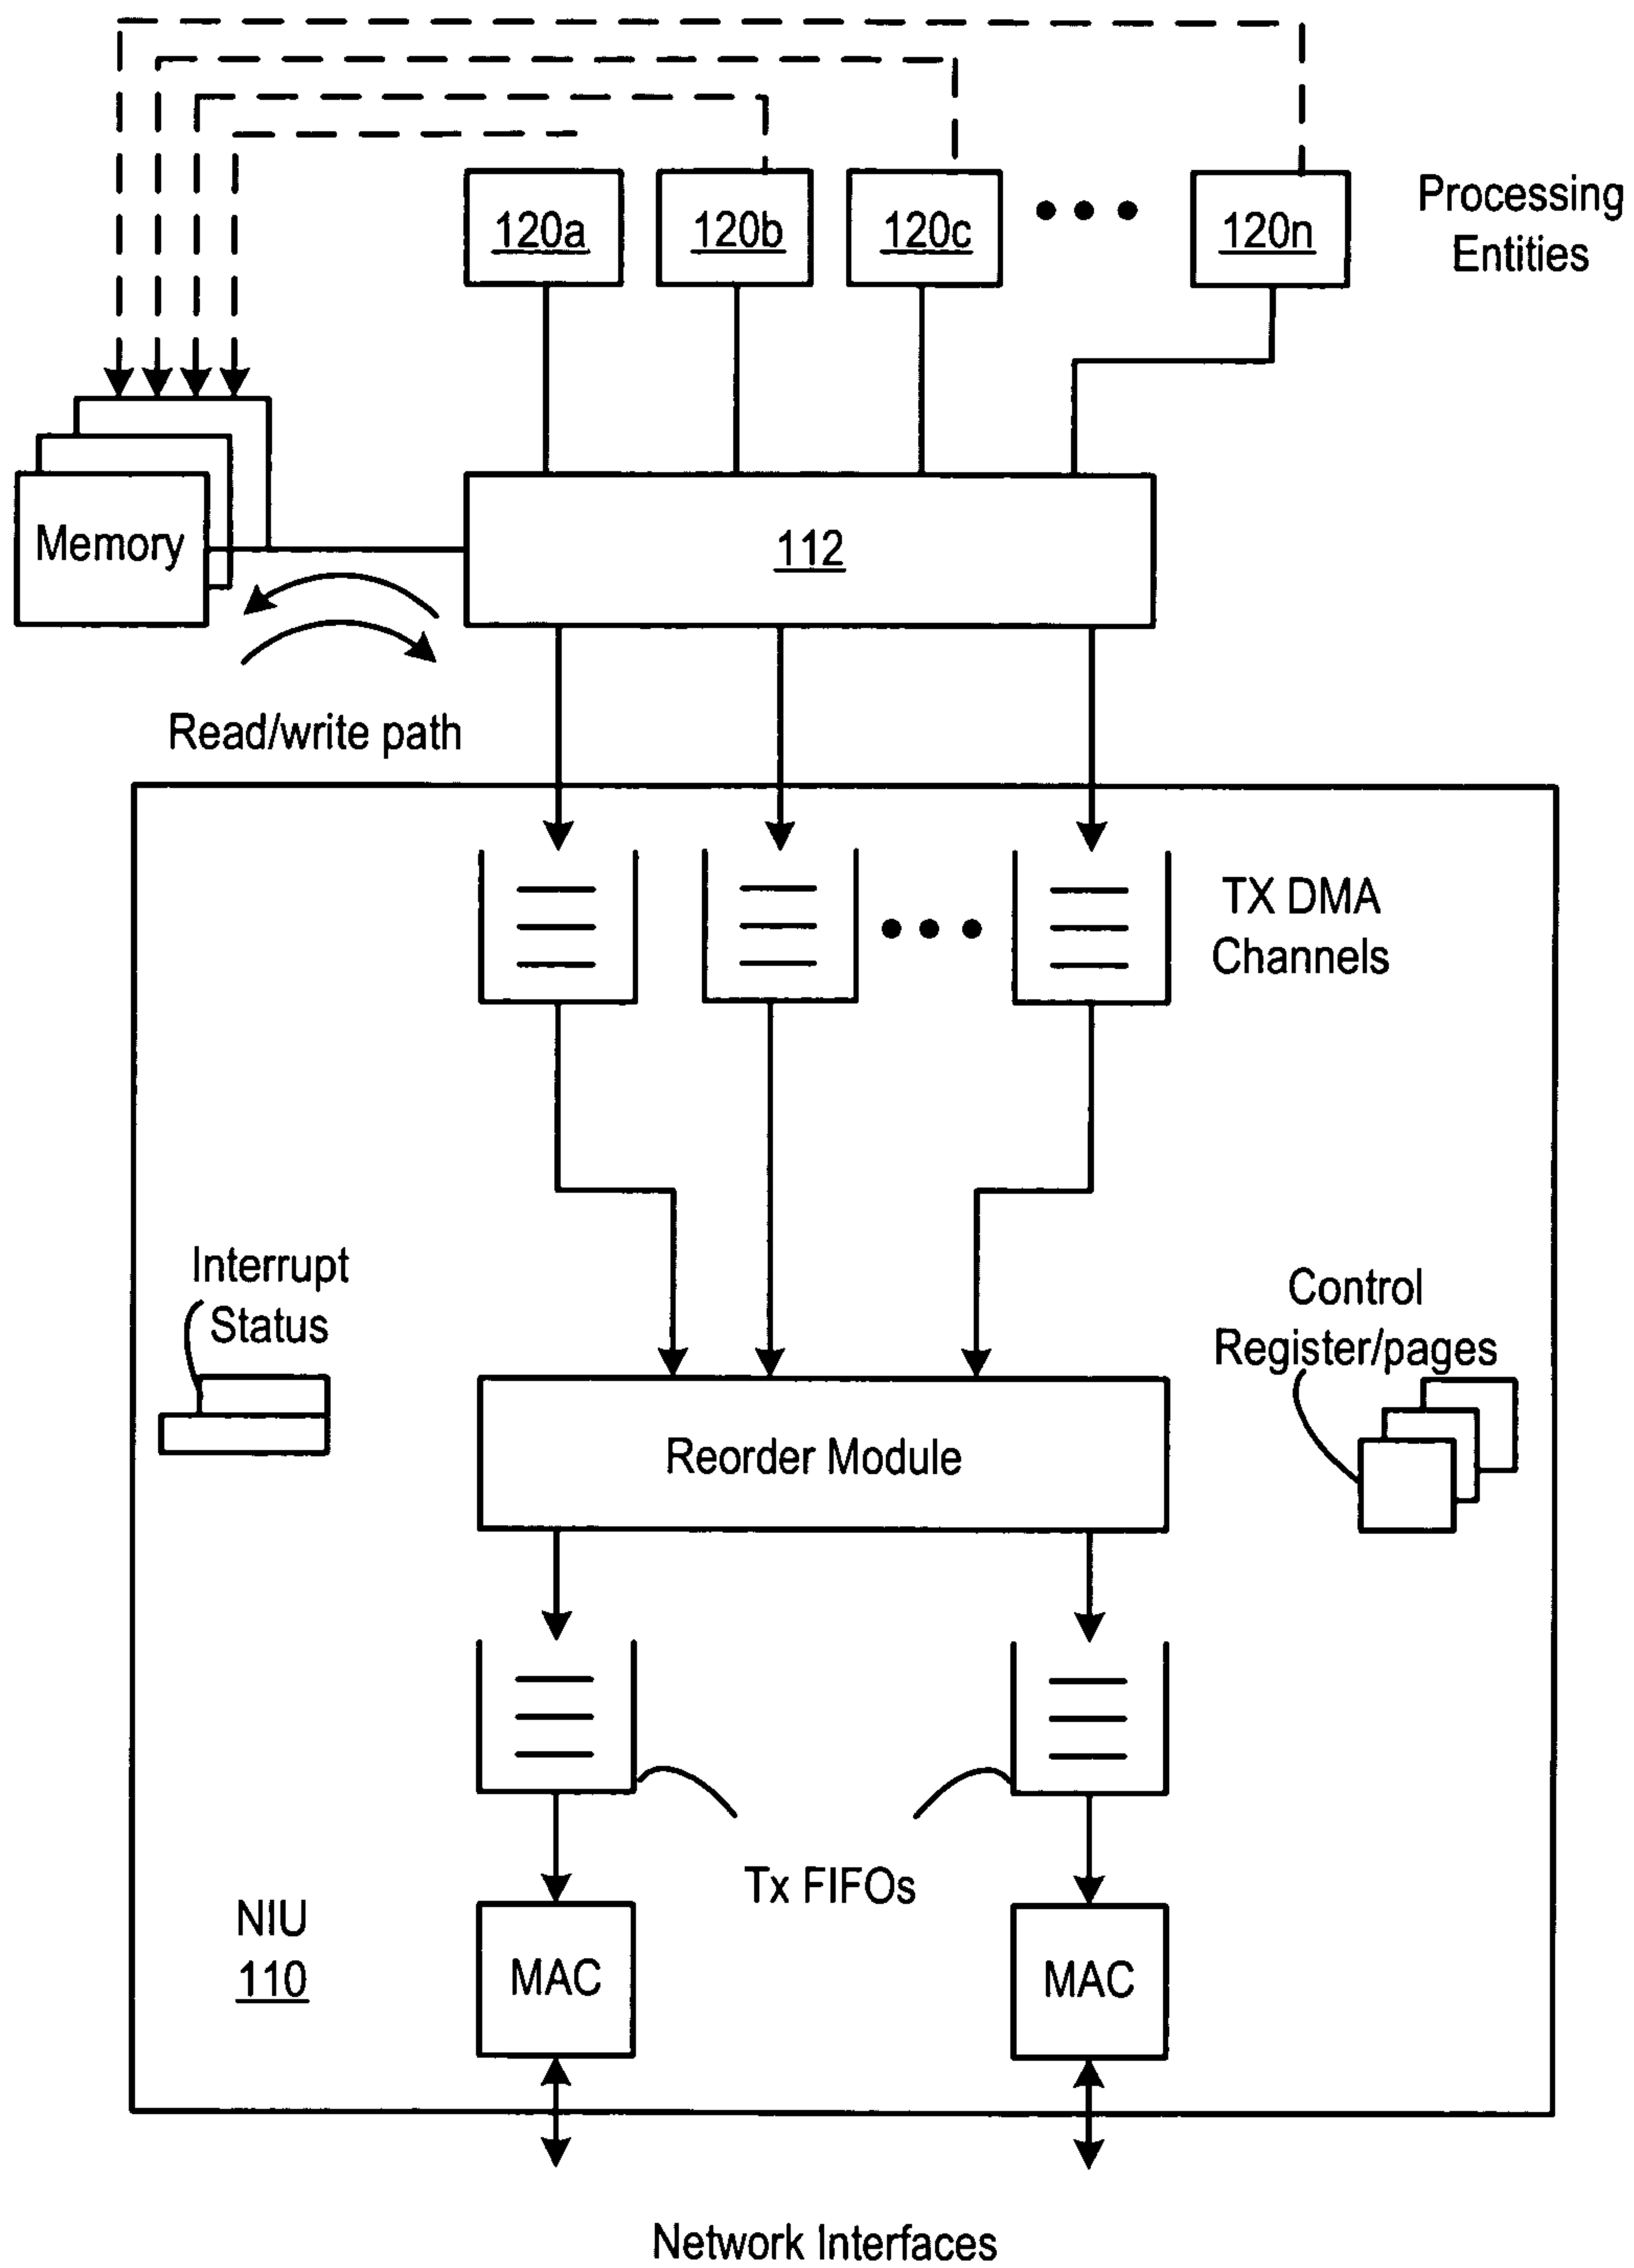 120a
120b
120c
120n
Processing
Entities
Memory
112
Read/write path
TX DMA
Channels
Interrupt
Status
Control
Register/pages
Reorder Module
Tx FIFOs
NIU
110
MAC
MAC
Network Interfaces